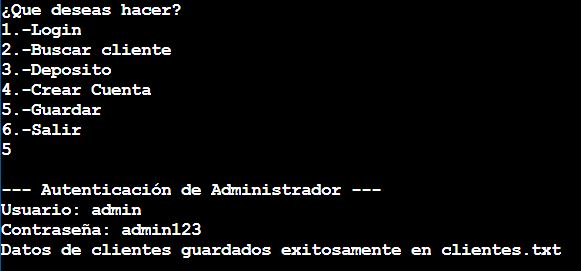 ¿Que deseas hacer?
1.-Login
2.-Buscar cliente
3.-Deposito
4.-Crear Cuenta
5.-Guardar
6.-Salir
5
--- Autenticación de Administrador ---
Usuario: admin
Contraseña: admin123
Datos de clientes guardados exitosamente en clientes.txt